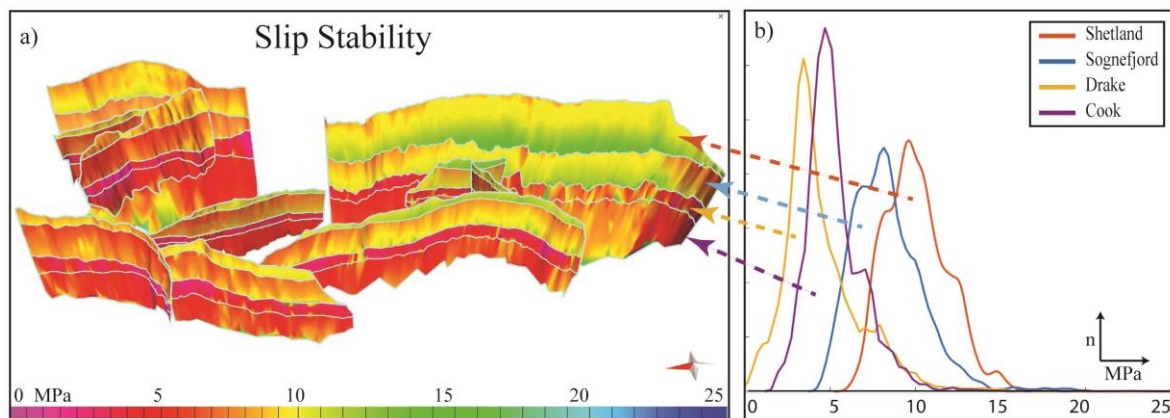 a)
Slip Stability
0 MPa 5 10 15 20 25
b)
Shetland
Sognefjord
Drake
Cook
n
MPa
0 5 10 15 20 25